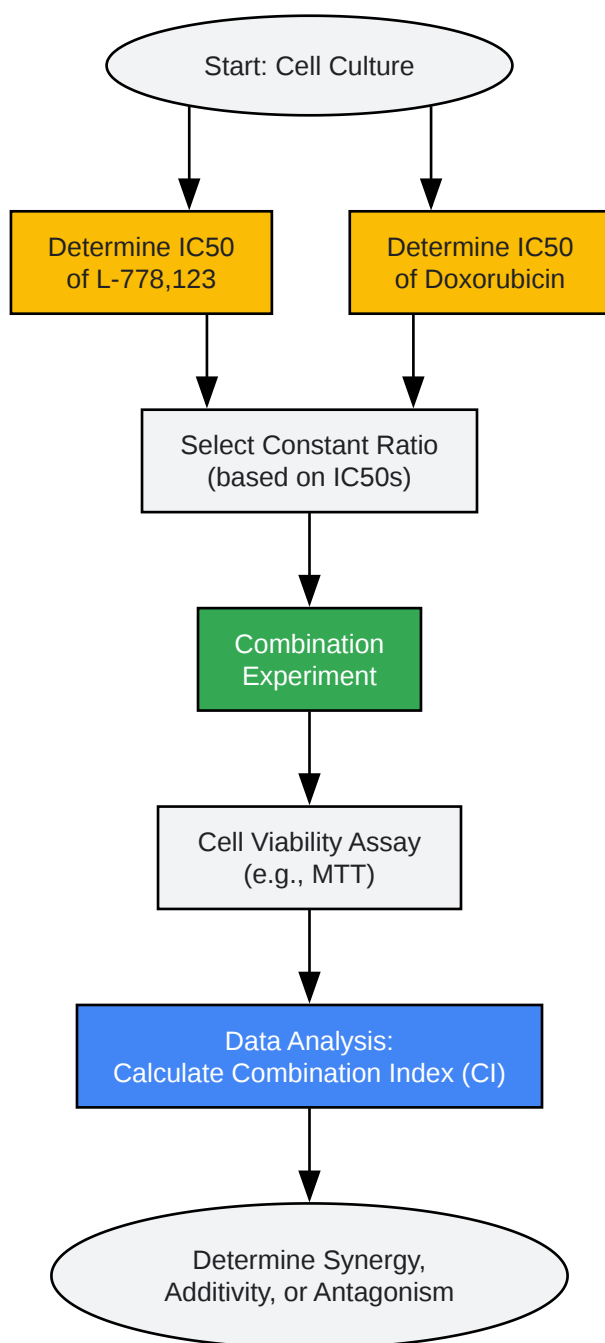 Start: Cell Culture
Determine IC50
of L-778,123
Determine IC50
of Doxorubicin
Select Constant Ratio
(based on IC50s)
Combination
Experiment
Cell Viability Assay
(e.g., MTT)
Data Analysis:
Calculate Combination Index (CI)
Determine Synergy,
Additivity, or Antagonism